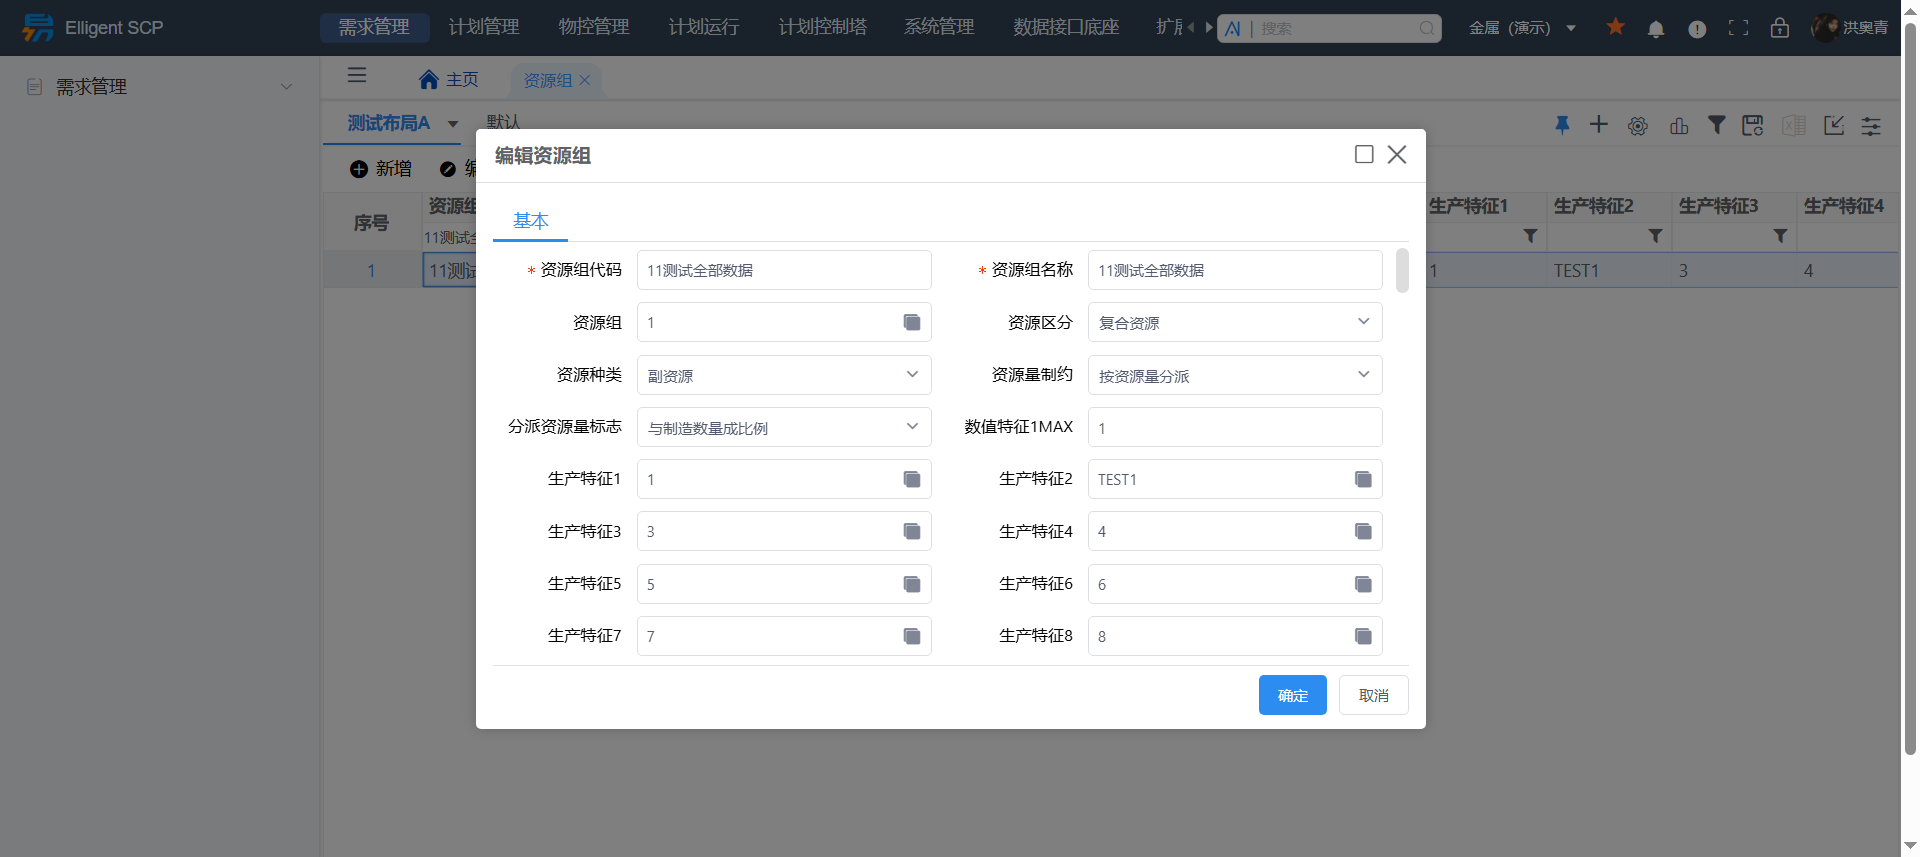 Elligent SCP
需求管理 计划管理 物控管理 计划运行 计划控制塔 系统管理 数据接口底座
搜索
金属（演示）
洪奥青
需求管理
主页 资源组
测试布局A 默认
新增
编辑资源组
基本
序号 资源组 生产特征1 生产特征2 生产特征3 生产特征4
11测试全
1 11测试 1 TEST1 3 4
* 资源组代码 11测试全部数据 * 资源组名称 11测试全部数据
资源组 1 资源区分 复合资源
资源种类 副资源 资源量制约 按资源量分派
分派资源量标志 与制造数量成比例 数值特征1MAX 1
生产特征1 1 生产特征2 TEST1
生产特征3 3 生产特征4 4
生产特征5 5 生产特征6 6
生产特征7 7 生产特征8 8
确定 取消